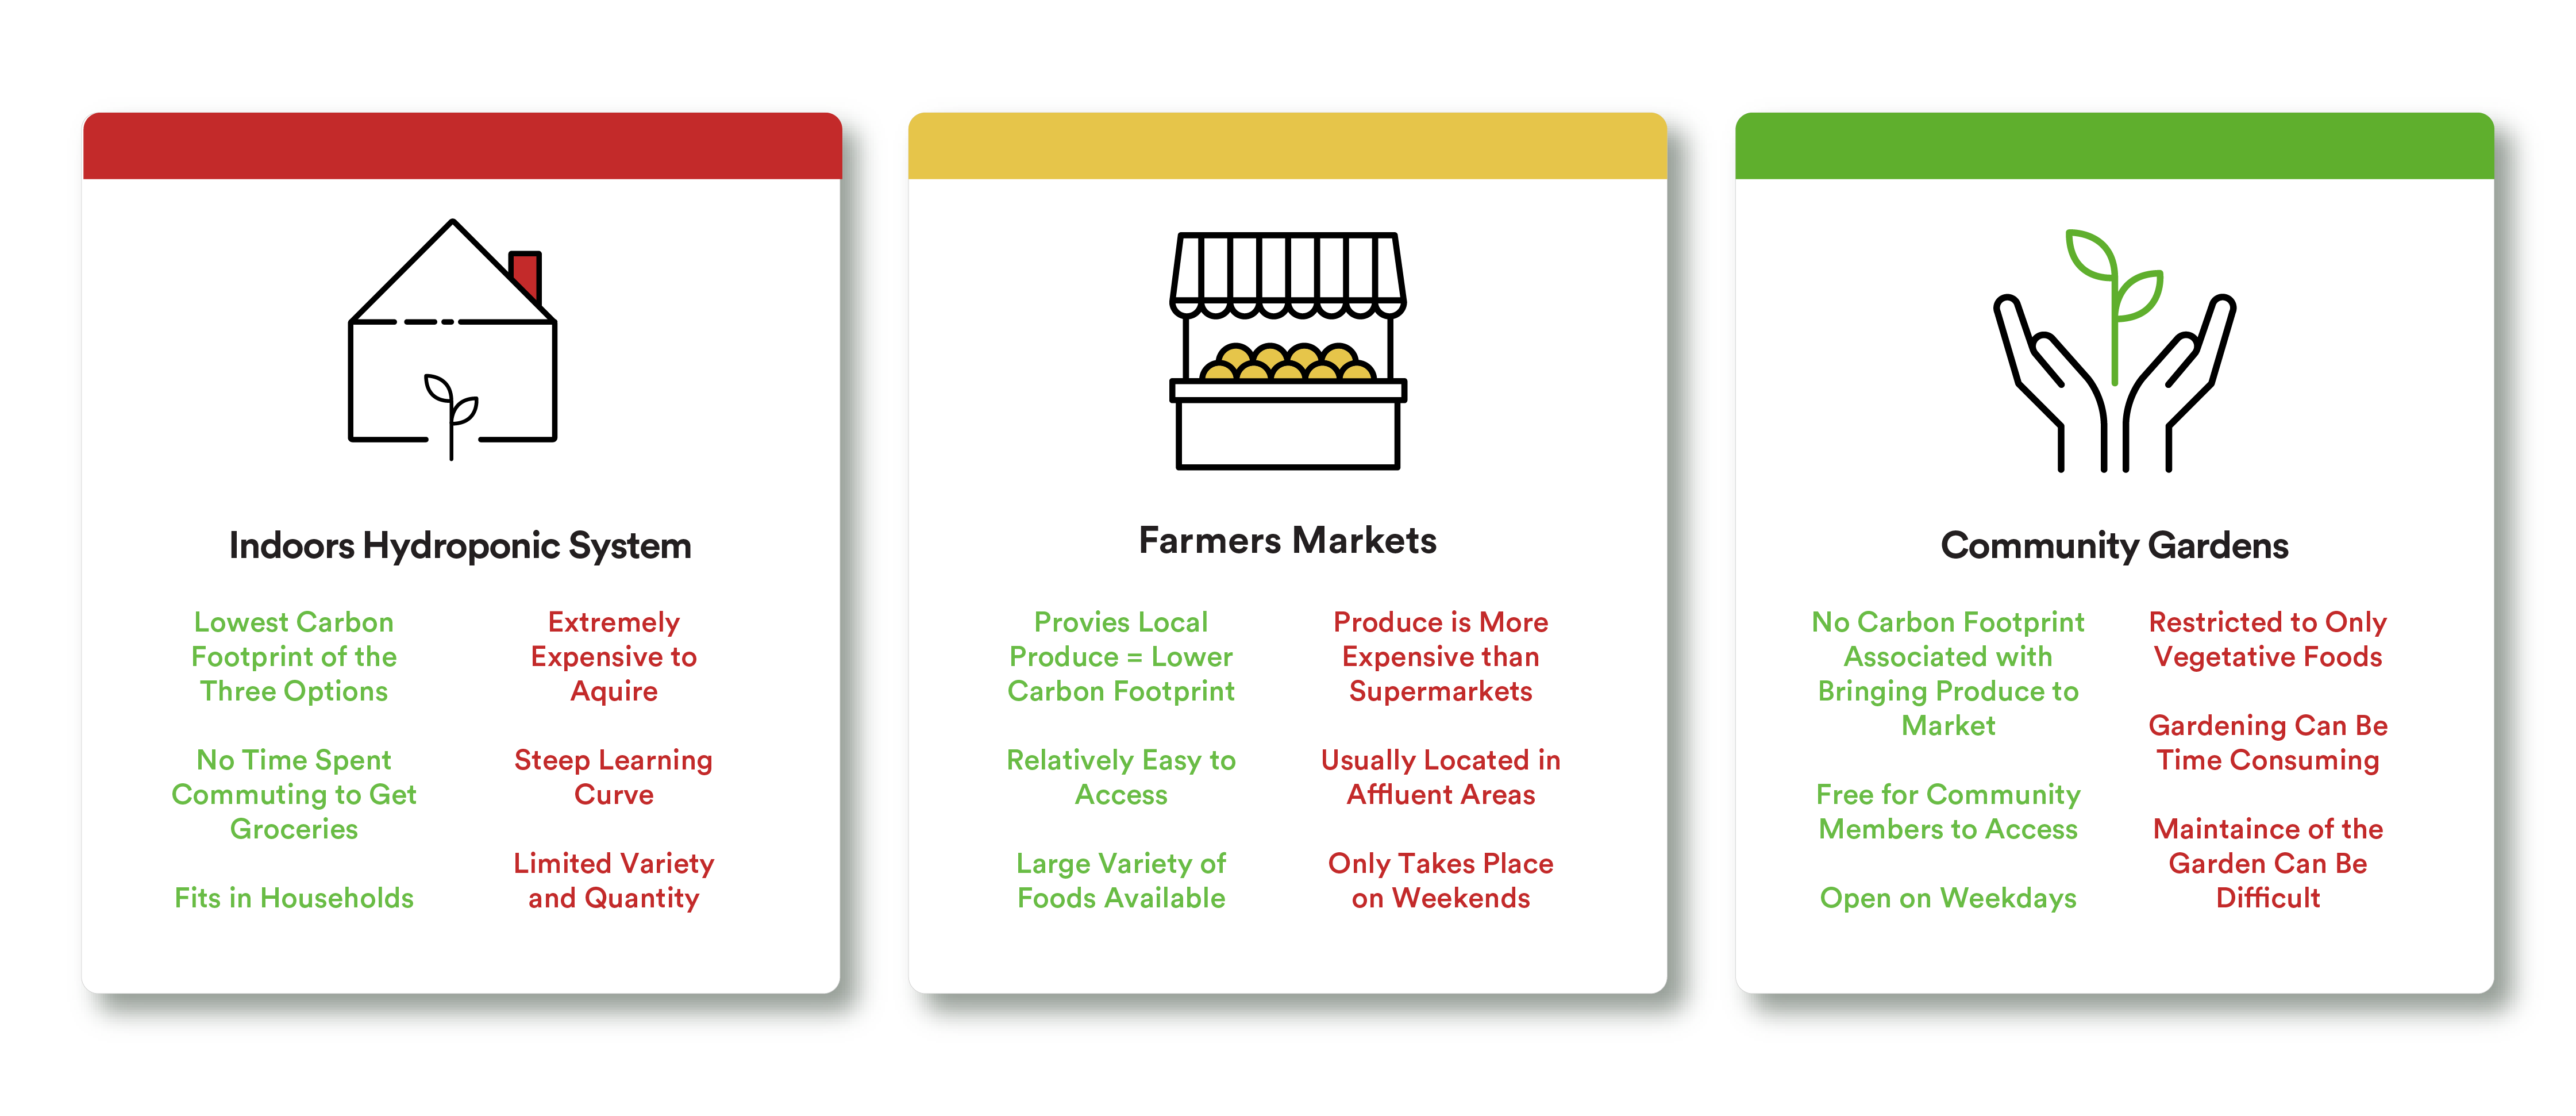 Indoors Hydroponic System
Lowest Carbon
Footprint of the
Three Options
No Time Spent
Commuting to Get
Groceries
Fits in Households
Extremely
Expensive to
Aquire
Steep Learning
Curve
Limited Variety
and Quantity
Farmers Markets
Provies Local
Produce = Lower
Carbon Footprint
Relatively Easy to
Access
Large Variety of
Foods Available
Produce is More
Expensive than
Supermarkets
Usually Located in
Affluent Areas
Only Takes Place
on Weekends
Community Gardens
No Carbon Footprint
Associated with
Bringing Produce to
Market
Free for Community
Members to Access
Open on Weekdays
Restricted to Only
Vegetative Foods
Gardening Can Be
Time Consuming
Maintaince of the
Garden Can Be
Difficult